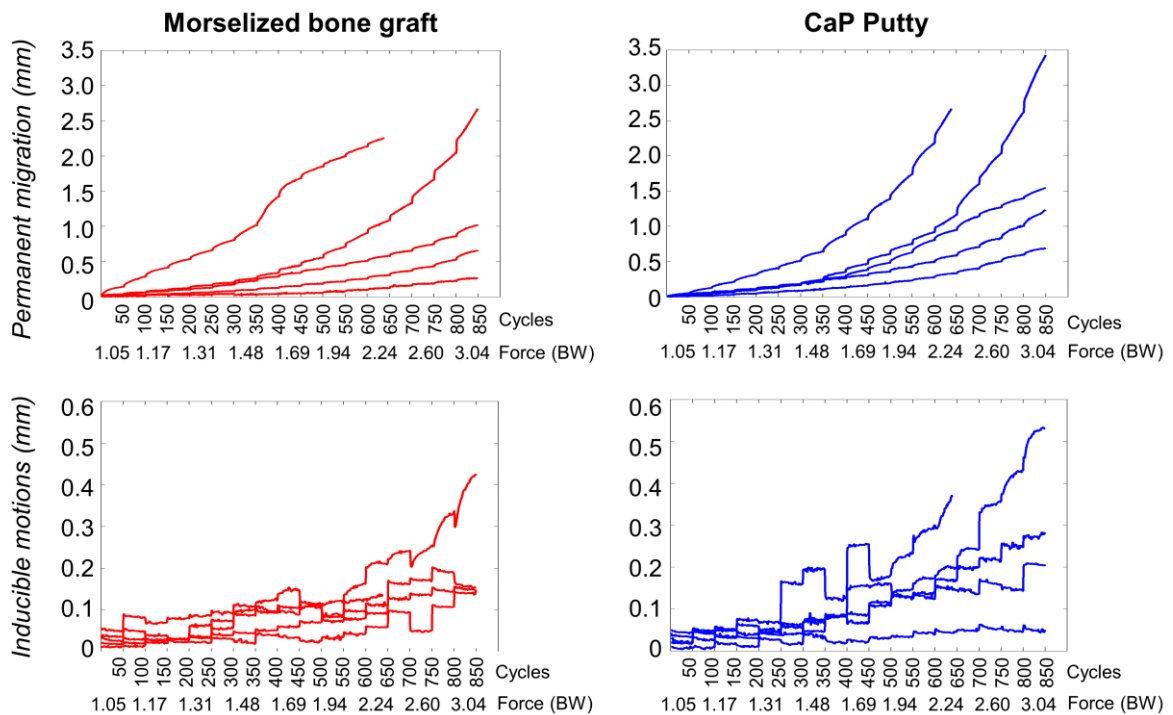 Morselized bone graft
CaP Putty
Permanent migration (mm)
3.5
3.0
2.5
2.0
1.5
1.0
0.5
0
50 100 150 200 250 300 350 400 450 500 550 600 650 700 750 800 850 Cycles
1.05 1.17 1.31 1.48 1.69 1.94 2.24 2.60 3.04 Force (BW)
3.5
3.0
2.5
2.0
1.5
1.0
0.5
0
50 100 150 200 250 300 350 400 450 500 550 600 650 700 750 800 850 Cycles
1.05 1.17 1.31 1.48 1.69 1.94 2.24 2.60 3.04 Force (BW)
Inducible motions (mm)
0.6
0.5
0.4
0.3
0.2
0.1
0
50 100 150 200 250 300 350 400 450 500 550 600 650 700 750 800 850 Cycles
1.05 1.17 1.31 1.48 1.69 1.94 2.24 2.60 3.04 Force (BW)
0.6
0.5
0.4
0.3
0.2
0.1
0
50 100 150 200 250 300 350 400 450 500 550 600 650 700 750 800 850 Cycles
1.05 1.17 1.31 1.48 1.69 1.94 2.24 2.60 3.04 Force (BW)